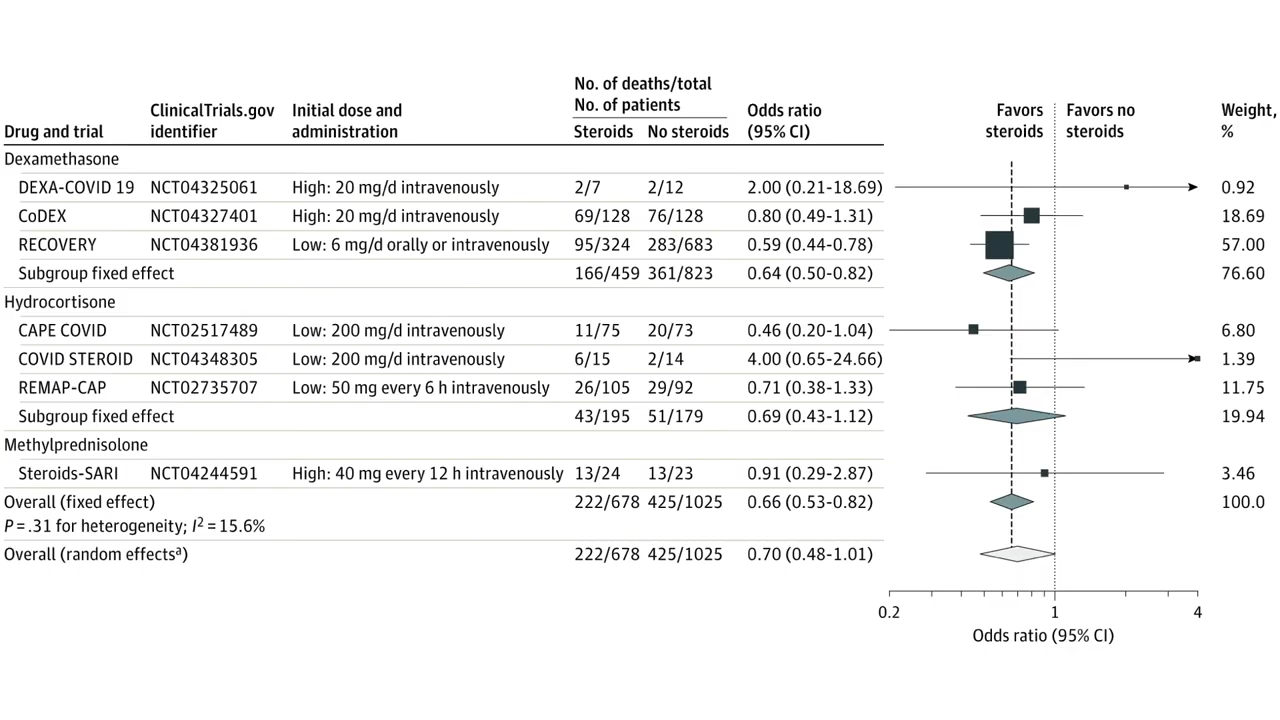 No. of deaths/total
No. of patients
Drug and trial ClinicalTrials.gov identifier Initial dose and administration Steroids No steroids Odds ratio (95% CI) Favors steroids Favors no steroids Weight, %
Dexamethasone
DEXA-COVID 19 NCT04325061 High: 20 mg/d intravenously 2/7 2/12 2.00 (0.21-18.69) 0.92
CoDEX NCT04327401 High: 20 mg/d intravenously 69/128 76/128 0.80 (0.49-1.31) 18.69
RECOVERY NCT04381936 Low: 6 mg/d orally or intravenously 95/324 283/683 0.59 (0.44-0.78) 57.00
Subgroup fixed effect 166/459 361/823 0.64 (0.50-0.82) 76.60
Hydrocortisone
CAPE COVID NCT02517489 Low: 200 mg/d intravenously 11/75 20/73 0.46 (0.20-1.04) 6.80
COVID STEROID NCT04348305 Low: 200 mg/d intravenously 6/15 2/14 4.00 (0.65-24.66) 1.39
REMAP-CAP NCT02735707 Low: 50 mg every 6 h intravenously 26/105 29/92 0.71 (0.38-1.33) 11.75
Subgroup fixed effect 43/195 51/179 0.69 (0.43-1.12) 19.94
Methylprednisolone
Steroids-SARI NCT04244591 High: 40 mg every 12 h intravenously 13/24 13/23 0.91 (0.29-2.87) 3.46
Overall (fixed effect) 222/678 425/1025 0.66 (0.53-0.82) 100.0
P = .31 for heterogeneity; I² = 15.6%
Overall (random effectsᵃ) 222/678 425/1025 0.70 (0.48-1.01)
0.2 1 4
Odds ratio (95% CI)